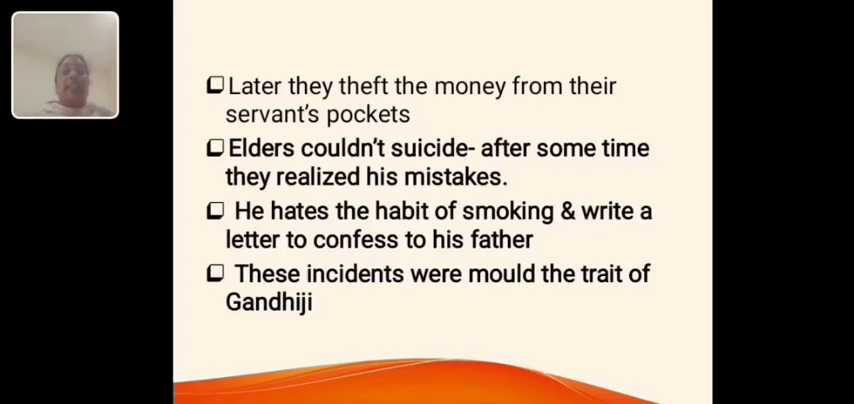 Later they theft the money from their
servant's pockets
Elders couldn't suicide- after some time
they realized his mistakes.
He hates the habit of smoking & write a
letter to confess to his father
These incidents were mould the trait of
Gandhiji